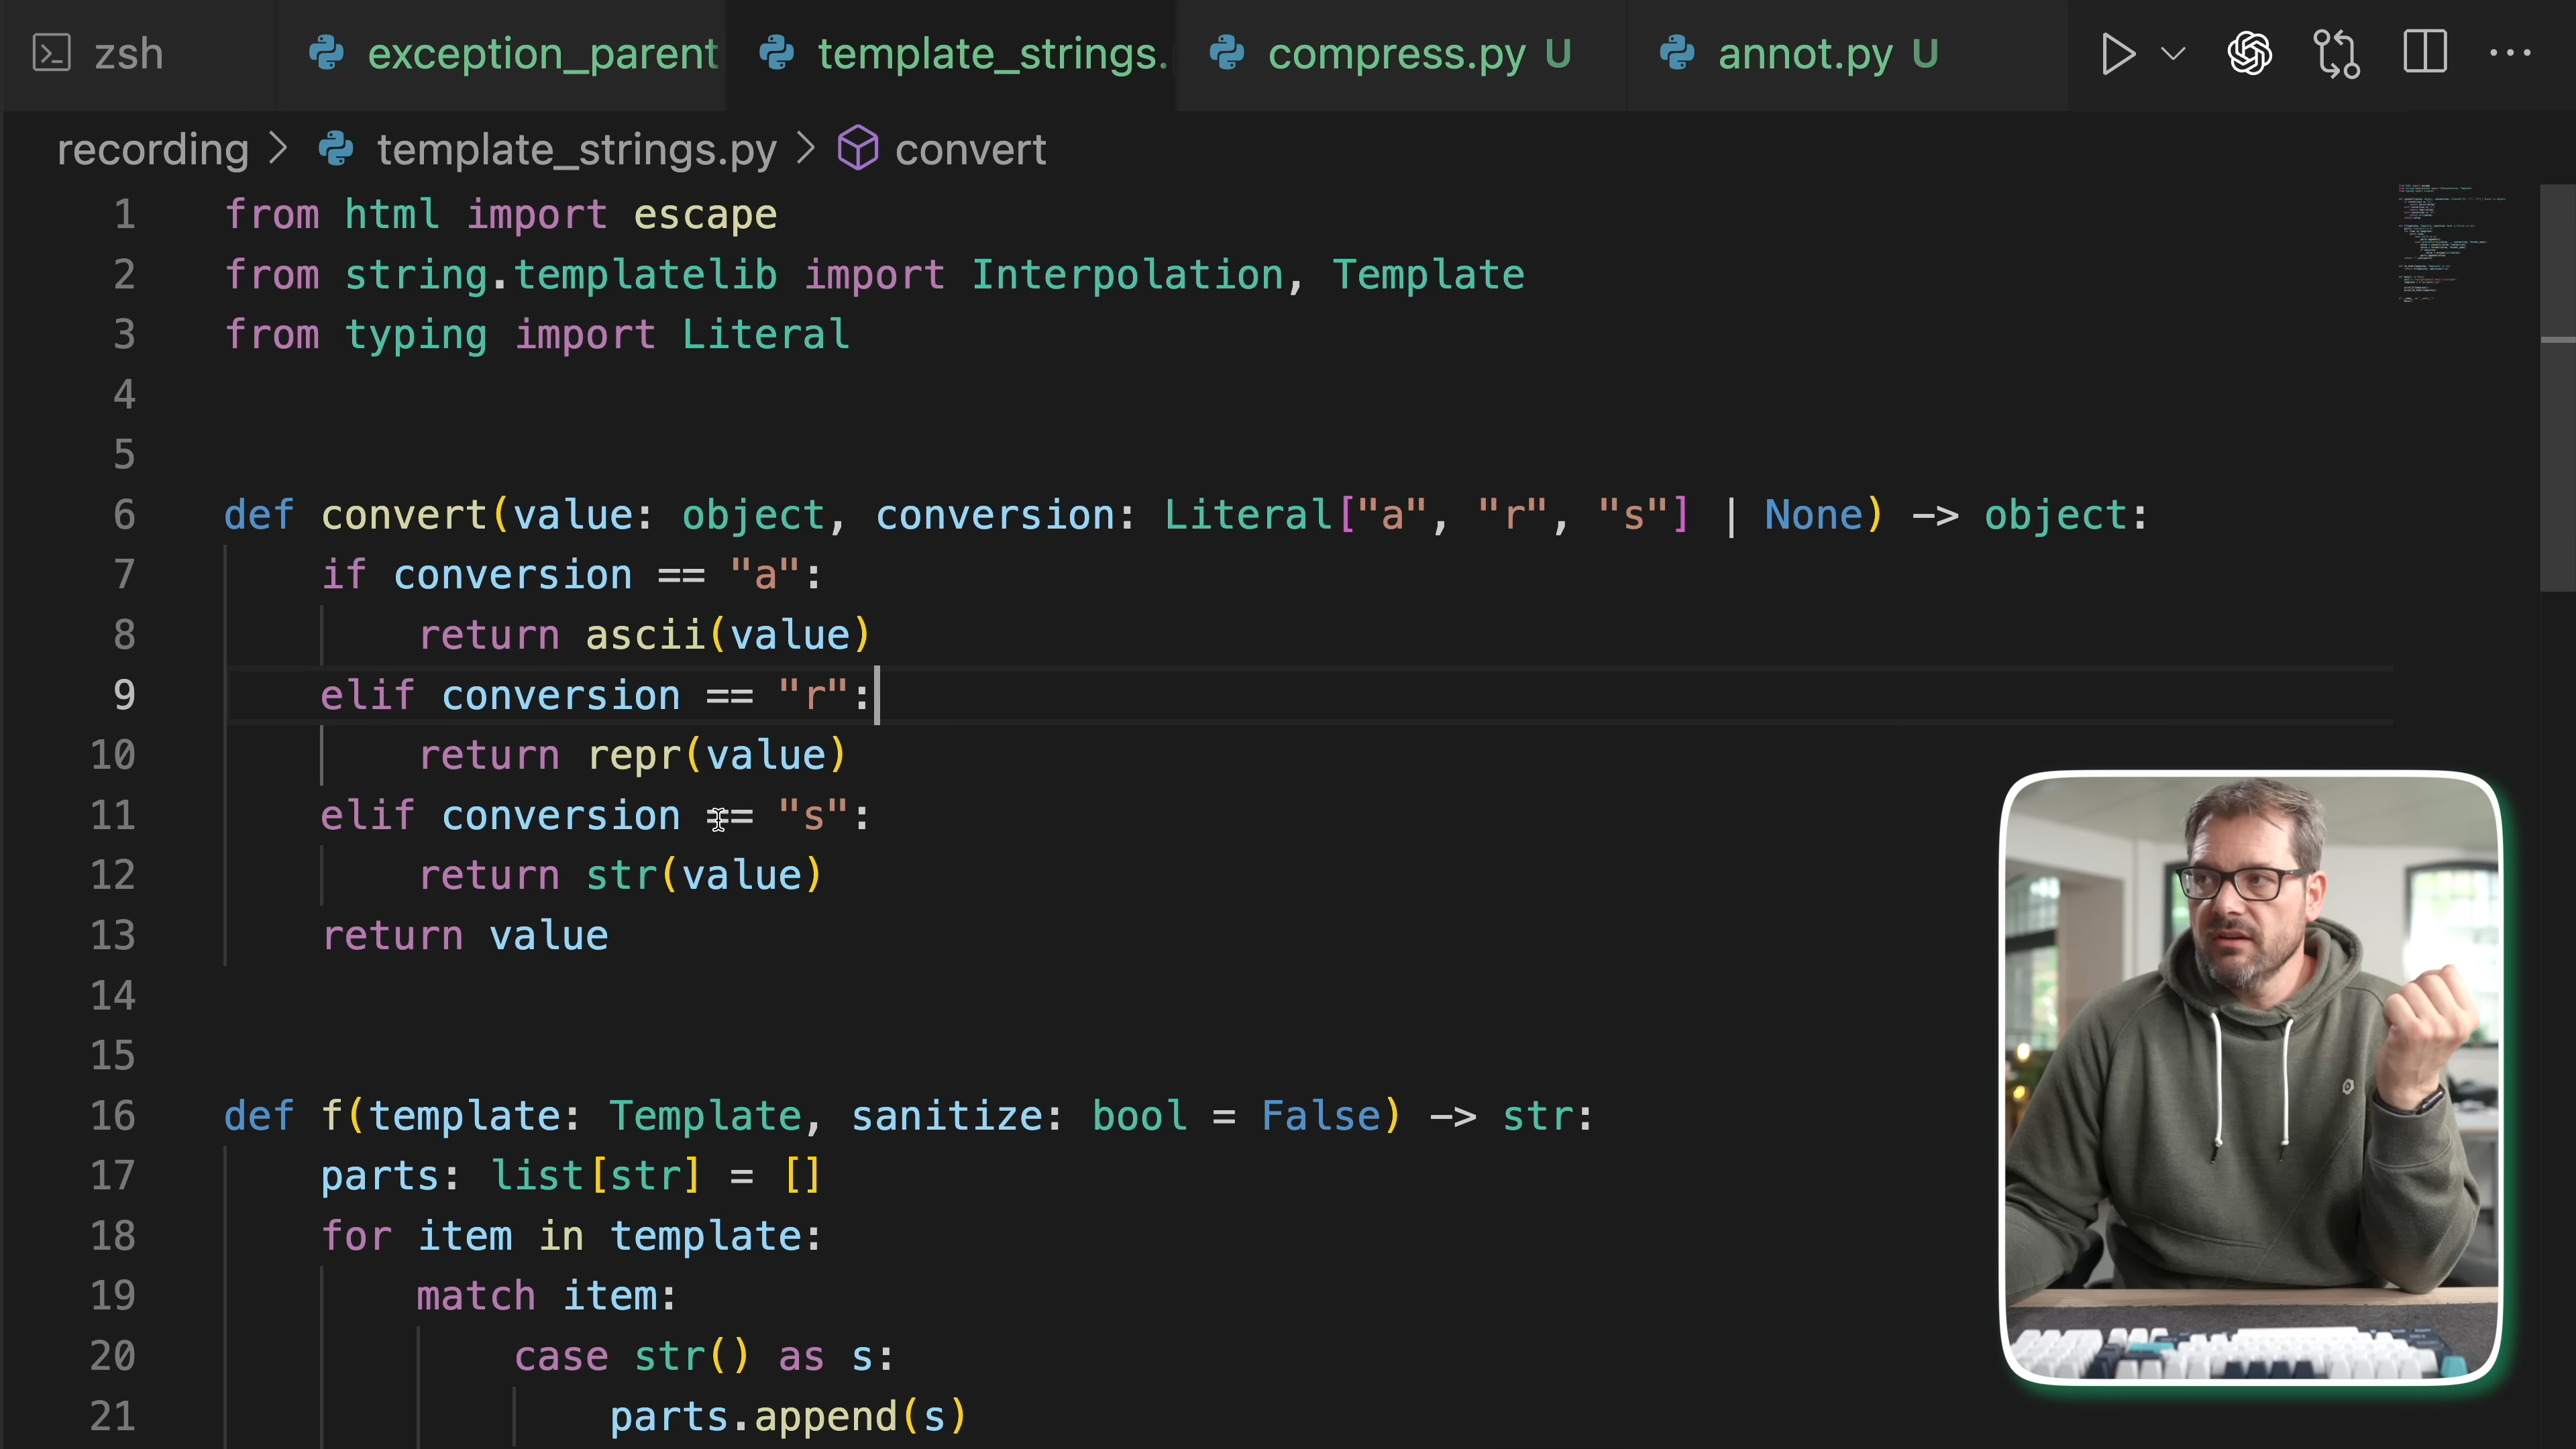 zsh
exception_parent
template_strings.
compress.py U
annot.py U
recording > template_strings.py > convert
1 from html import escape
2 from string.templatelib import Interpolation, Template
3 from typing import Literal
4
5
6 def convert(value: object, conversion: Literal["a", "r", "s"] | None) -> object:
7 if conversion == "a":
8 return ascii(value)
9 elif conversion == "r":
10 return repr(value)
11 elif conversion == "s":
12 return str(value)
13 return value
14
15
16 def f(template: Template, sanitize: bool = False) -> str:
17 parts: list[str] = []
18 for item in template:
19 match item:
20 case str() as s:
21 parts.append(s)